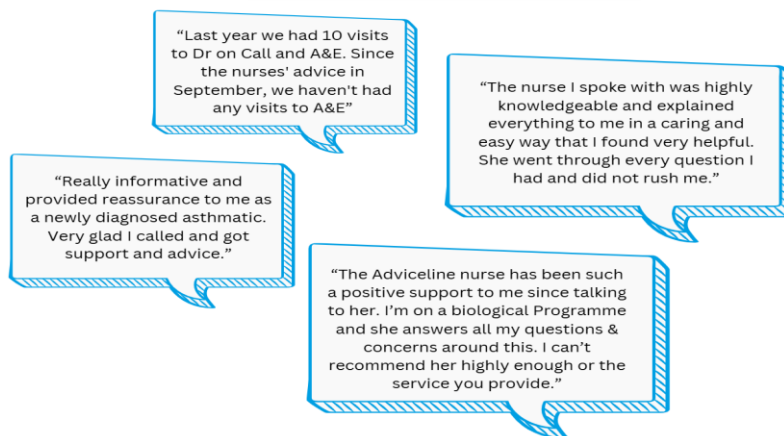 “Last year we had 10 visits
to Dr on Call and A&E. Since
the nurses' advice in
September, we haven't had
any visits to A&E”
“The nurse I spoke with was highly
knowledgeable and explained
everything to me in a caring and
easy way that I found very helpful.
She went through every question I
had and did not rush me.”
“Really informative and
provided reassurance to me as
a newly diagnosed asthmatic.
Very glad I called and got
support and advice.”
“The Adviceline nurse has been such
a positive support to me since talking
to her. I’m on a biological Programme
and she answers all my questions &
concerns around this. I can’t
recommend her highly enough or the
service you provide.”